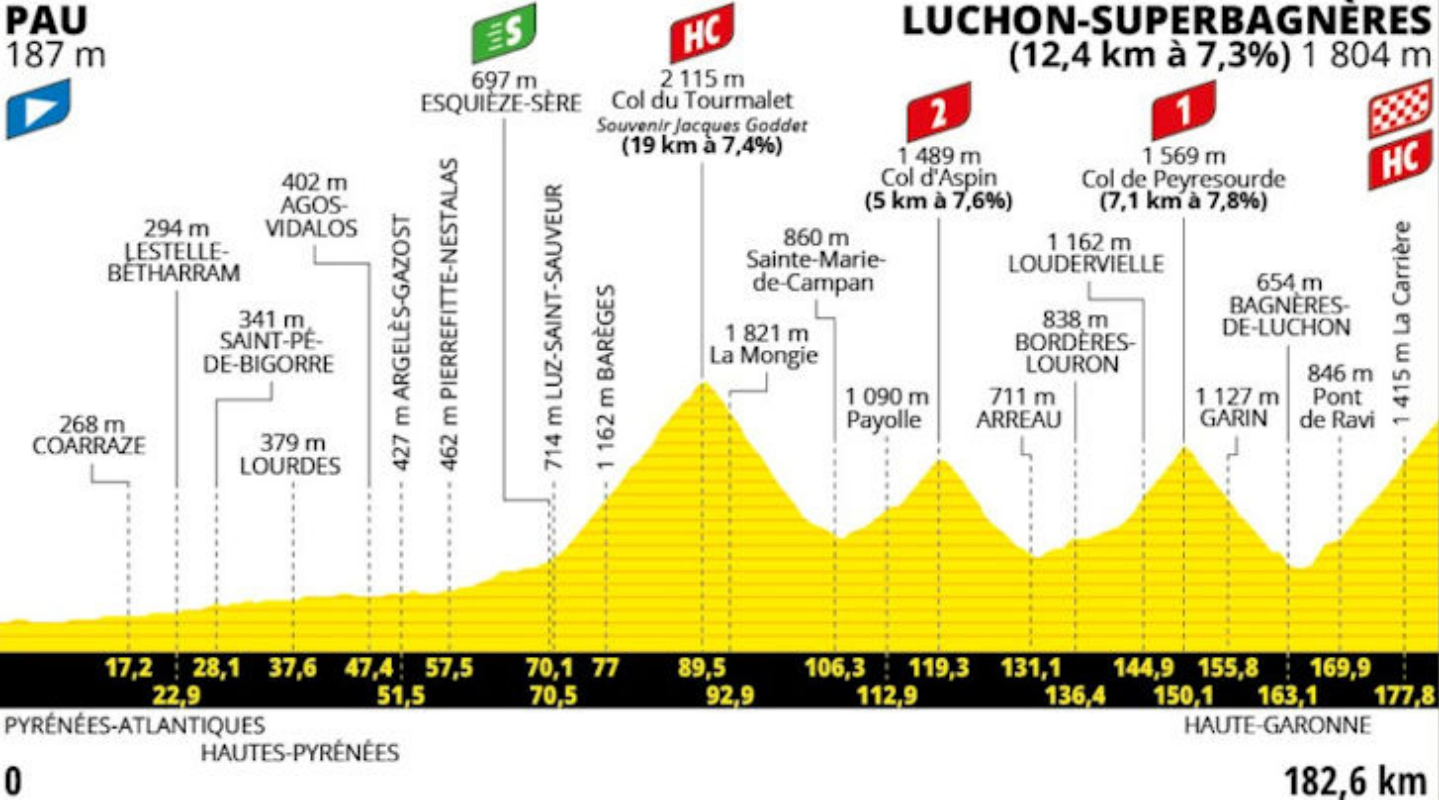 PAU
187 m
S
697 m
ESQUIÈZE-SÈRE
HC
2 115 m
Col du Tourmalet
Souvenir Jacques Goddet
(19 km à 7,4%)
LUCHON-SUPERBAGNÈRES
(12,4 km à 7,3%) 1 804 m
2
1 489 m
Col d'Aspin
(5 km à 7,6%)
1
1 569 m
Col de Peyresourde
(7,1 km à 7,8%)
HC
268 m
COARRAZE
294 m
LESTELLE-
BÉTHARRAM
341 m
SAINT-PÉ-
DE-BIGORRE
379 m
LOURDES
402 m
AGOS-
VIDALOS
427 m ARGELÈS-GAZOST
462 m PIERREFITTE-NESTALAS
714 m LUZ-SAINT-SAUVEUR
1 162 m BARÈGES
1 821 m
La Mongie
860 m
Sainte-Marie-
de-Campan
1 090 m
Payolle
711 m
ARREAU
838 m
BORDÈRES-
LOURON
1 162 m
LOUDERVIELLE
1 127 m
GARIN
654 m
BAGNÈRES-
DE-LUCHON
846 m
Pont
de Ravi
1 415 m La Carrière
17,2 28,1 37,6 47,4 57,5 70,1 77 89,5 106,3 119,3 131,1 144,9 155,8 169,9
22,9 51,5 70,5 92,9 112,9 136,4 150,1 163,1 177,8
PYRÉNÉES-ATLANTIQUES
HAUTES-PYRÉNÉES
HAUTE-GARONNE
0
182,6 km